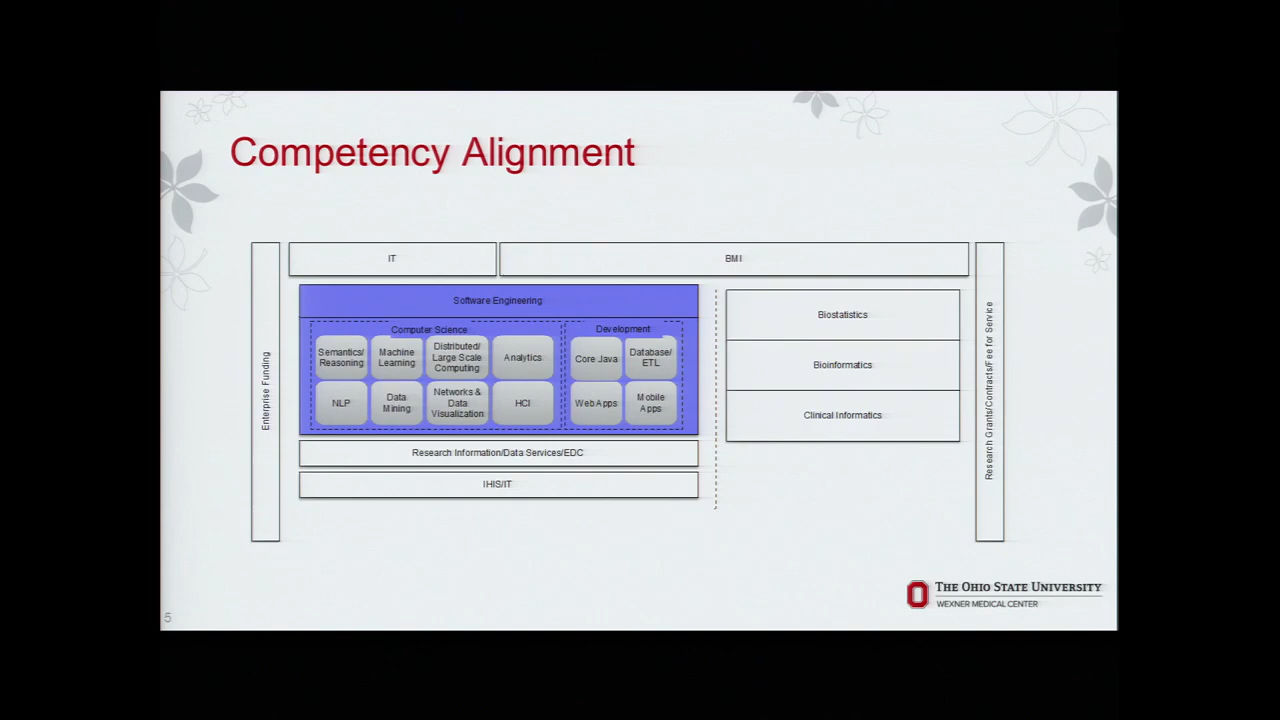 Competency Alignment
IT
BMI
Enterprise Funding
Software Engineering
Computer Science
Development
Semantics/
Reasoning
Machine
Learning
Distributed/
Large Scale
Computing
Analytics
Core Java
Database/
ETL
NLP
Data
Mining
Networks &
Data
Visualization
HCI
Web Apps
Mobile
Apps
Research Information/Data Services/EDC
IHIS/IT
Biostatistics
Bioinformatics
Clinical Informatics
Research Grants/Contracts/Fee for Service
THE OHIO STATE UNIVERSITY
WEXNER MEDICAL CENTER
5